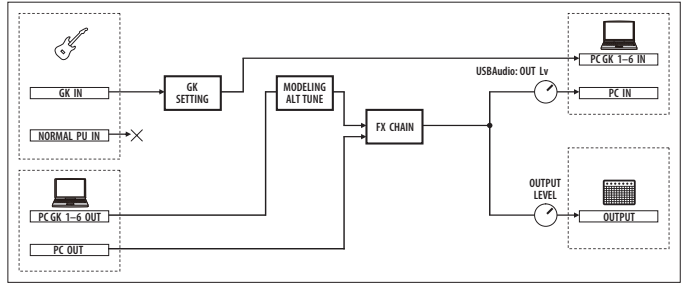 PC GK 1–6 IN
USBAudio: OUT Lv
GK IN
GK
SETTING
MODELING
ALT TUNE
PC IN
NORMAL PU IN
FX CHAIN
OUTPUT
LEVEL
PC GK 1–6 OUT
OUTPUT
PC OUT